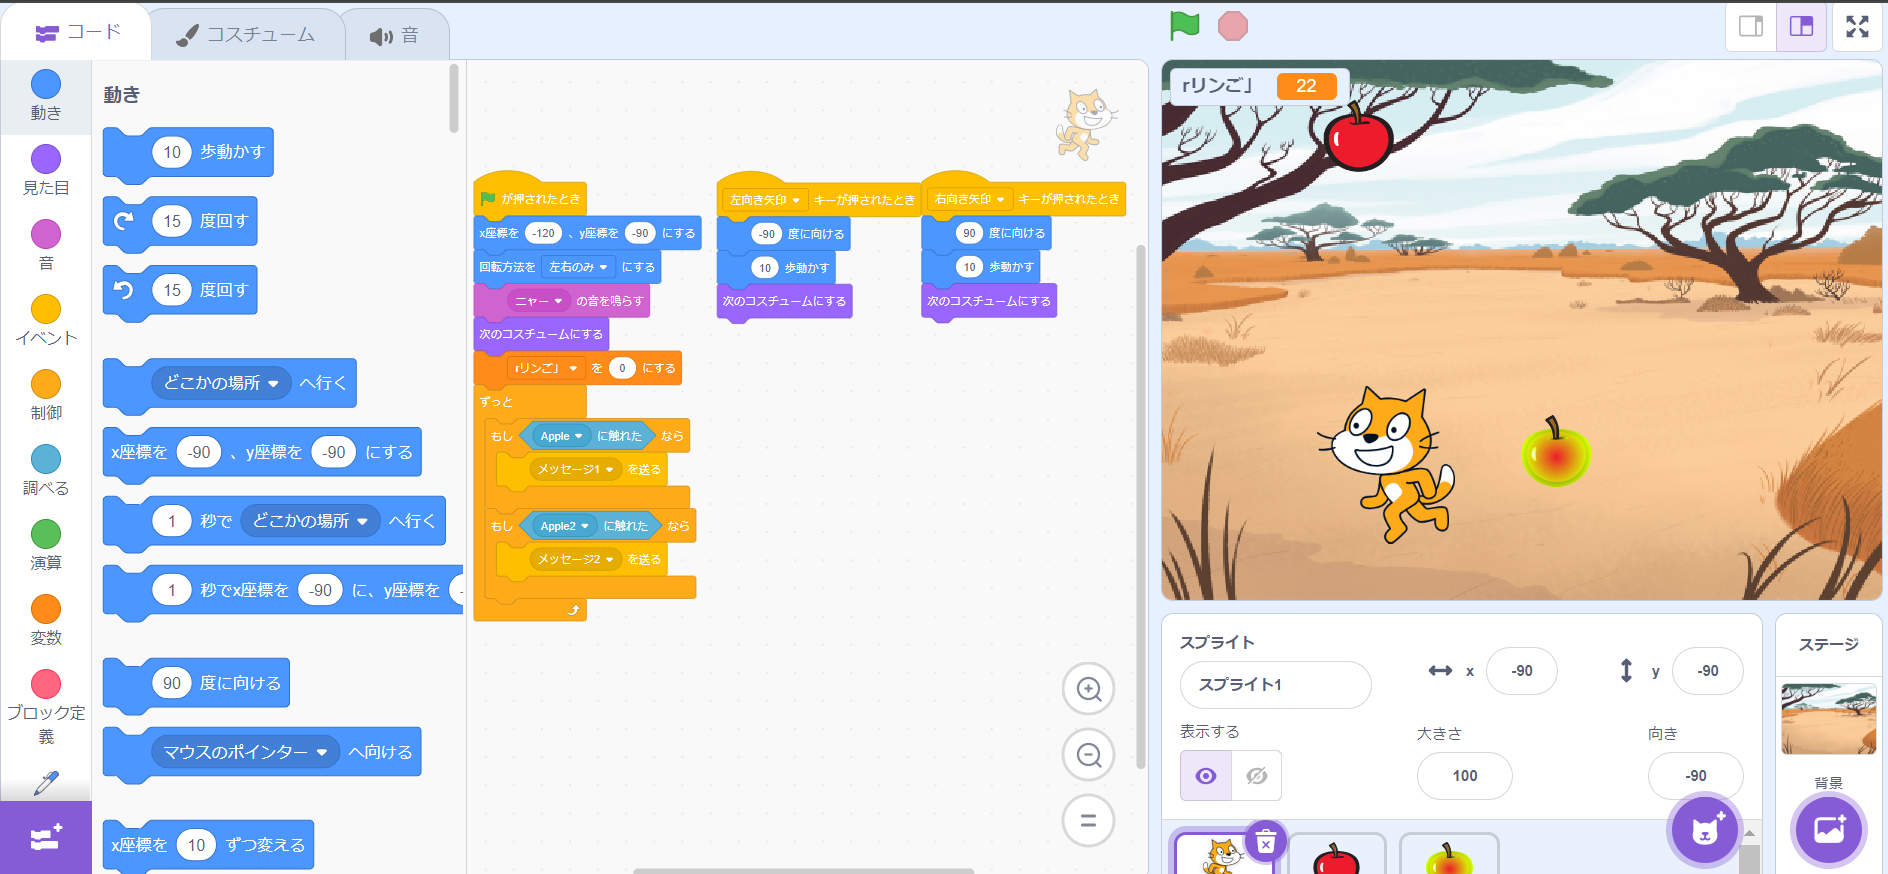 コード
コスチューム
音
動き
見た目
音
イベント
制御
調べる
演算
変数
ブロック定
義
動き
10 歩動かす
15 度回す
15 度回す
どこかの場所 へ行く
x座標を -90 、y座標を -90 にする
1 秒で どこかの場所 へ行く
1 秒でx座標を -90 に、y座標を
90 度に向ける
マウスのポインター へ向ける
x座標を 10 ずつ変える
が押されたとき
x座標を -120 、y座標を -90 にする
回転方法を 左右のみ にする
ニャー の音を鳴らす
次のコスチュームにする
rリンご」 を 0 にする
ずっと
もし Apple に触れた なら
メッセージ1 を送る
もし Apple2 に触れた なら
メッセージ2 を送る
左向き矢印 キーが押されたとき
-90 度に向ける
10 歩動かす
次のコスチュームにする
右向き矢印 キーが押されたとき
90 度に向ける
10 歩動かす
次のコスチュームにする
rリンご」 22
スプライト
スプライト1
x -90
y -90
表示する
大きさ
100
向き
-90
ステージ
背景